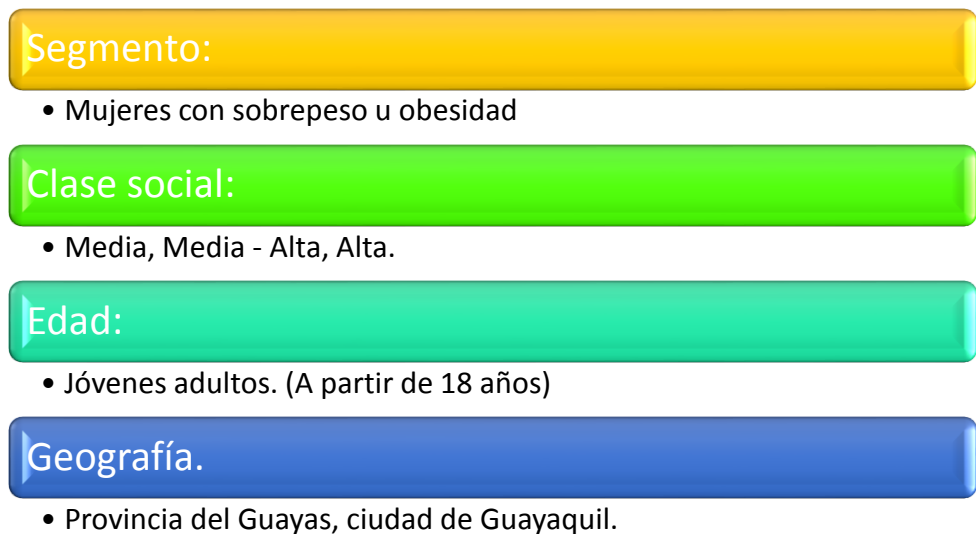 Segmento:
• Mujeres con sobrepeso u obesidad
Clase social:
• Media, Media - Alta, Alta.
Edad:
• Jóvenes adultos. (A partir de 18 años)
Geografía.
• Provincia del Guayas, ciudad de Guayaquil.